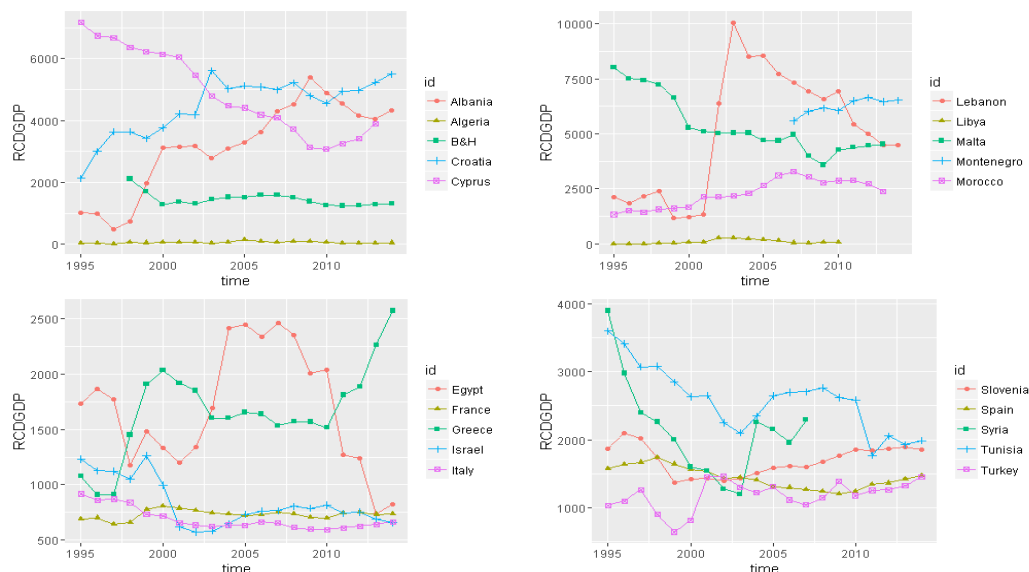 RCDGDP
6000
4000
2000
0
1995
2000
2005
2010
time
id
Albania
Algeria
B&H
Croatia
Cyprus
RCDGDP
10000
7500
5000
2500
0
1995
2000
2005
2010
time
id
Lebanon
Libya
Malta
Montenegro
Morocco
RCDGDP
2500
2000
1500
1000
500
1995
2000
2005
2010
time
id
Egypt
France
Greece
Israel
Italy
RCDGDP
4000
3000
2000
1000
1995
2000
2005
2010
time
id
Slovenia
Spain
Syria
Tunisia
Turkey